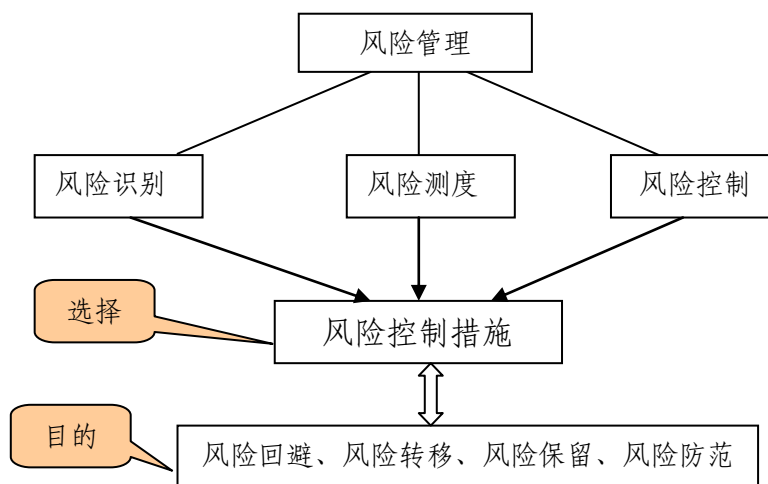 风险管理
风险识别
风险测度
风险控制
选择
风险控制措施
目的
风险回避、风险转移、风险保留、风险防范